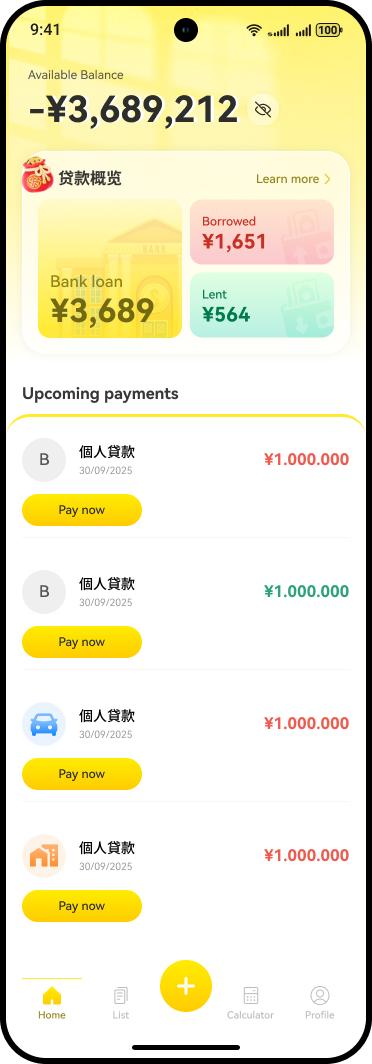 9:41
100
Available Balance
-¥3,689,212
贷款概览
Learn more
Bank loan
¥3,689
BANK
Borrowed
¥1,651
Lent
¥564
Upcoming payments
B
個人貸款
30/09/2025
¥1.000.000
Pay now
B
個人貸款
30/09/2025
¥1.000.000
Pay now
個人貸款
30/09/2025
¥1.000.000
Pay now
個人貸款
30/09/2025
¥1.000.000
Pay now
Home
List
Calculator
Profile